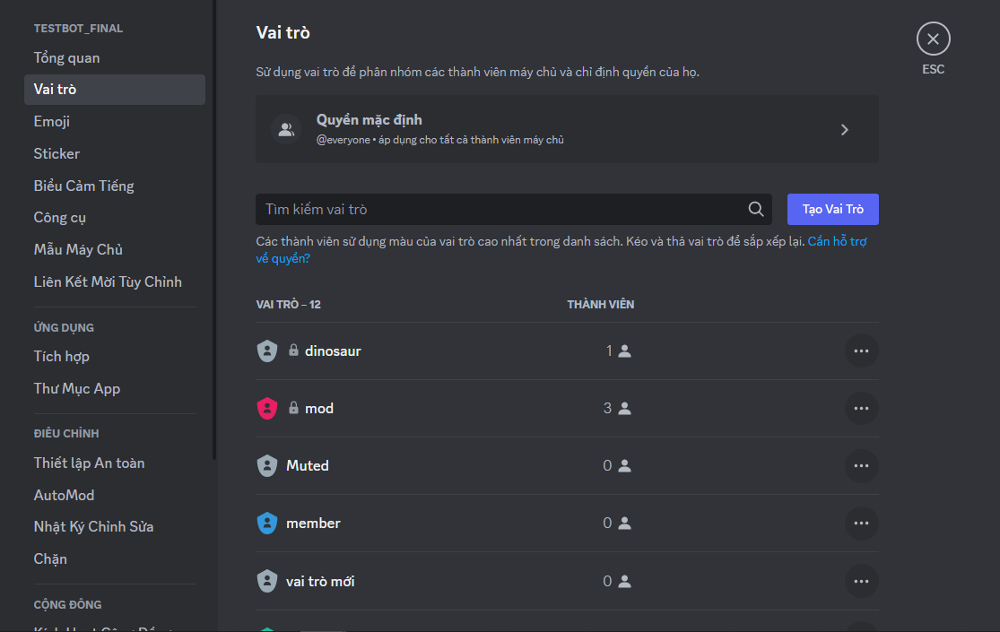 TESTBOT_FINAL
Tổng quan
Vai trò
Emoji
Sticker
Biểu Cảm Tiếng
Công cụ
Mẫu Máy Chủ
Liên Kết Mời Tùy Chỉnh
ỨNG DỤNG
Tích hợp
Thư Mục App
ĐIỀU CHỈNH
Thiết lập An toàn
AutoMod
Nhật Ký Chỉnh Sửa
Chặn
CỘNG ĐỒNG
Vai trò
Sử dụng vai trò để phân nhóm các thành viên máy chủ và chỉ định quyền của họ.
Quyền mặc định
@everyone • áp dụng cho tất cả thành viên máy chủ
Tìm kiếm vai trò
Tạo Vai Trò
Các thành viên sử dụng màu của vai trò cao nhất trong danh sách. Kéo và thả vai trò để sắp xếp lại. Cần hỗ trợ
về quyền?
VAI TRÒ – 12 THÀNH VIÊN
dinosaur 1
mod 3
Muted 0
member 0
vai trò mới 0
ESC